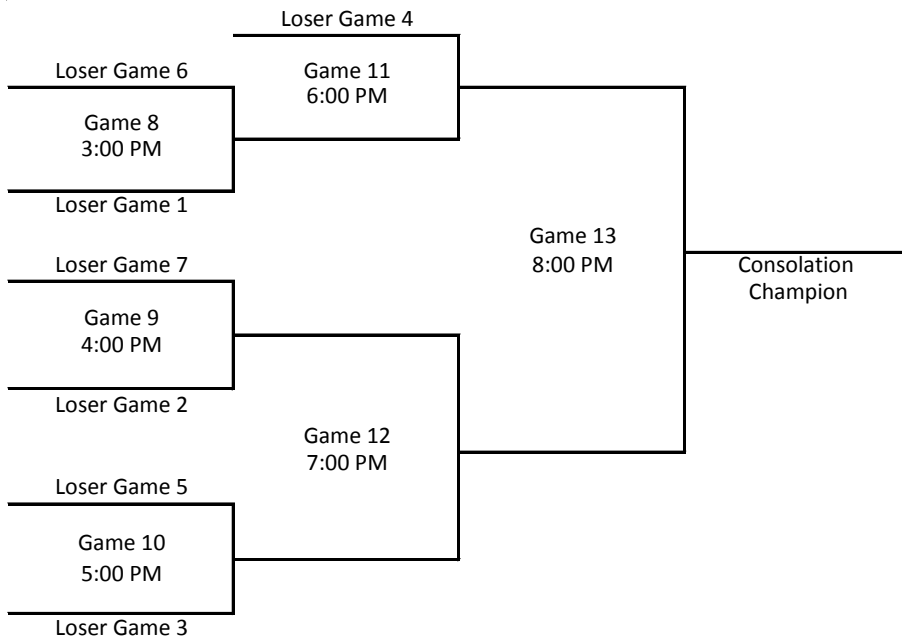 Loser Game 4
Loser Game 6
Game 11
6:00 PM
Game 8
3:00 PM
Loser Game 1
Game 13
8:00 PM
Loser Game 7
Consolation
Champion
Game 9
4:00 PM
Loser Game 2
Game 12
7:00 PM
Loser Game 5
Game 10
5:00 PM
Loser Game 3